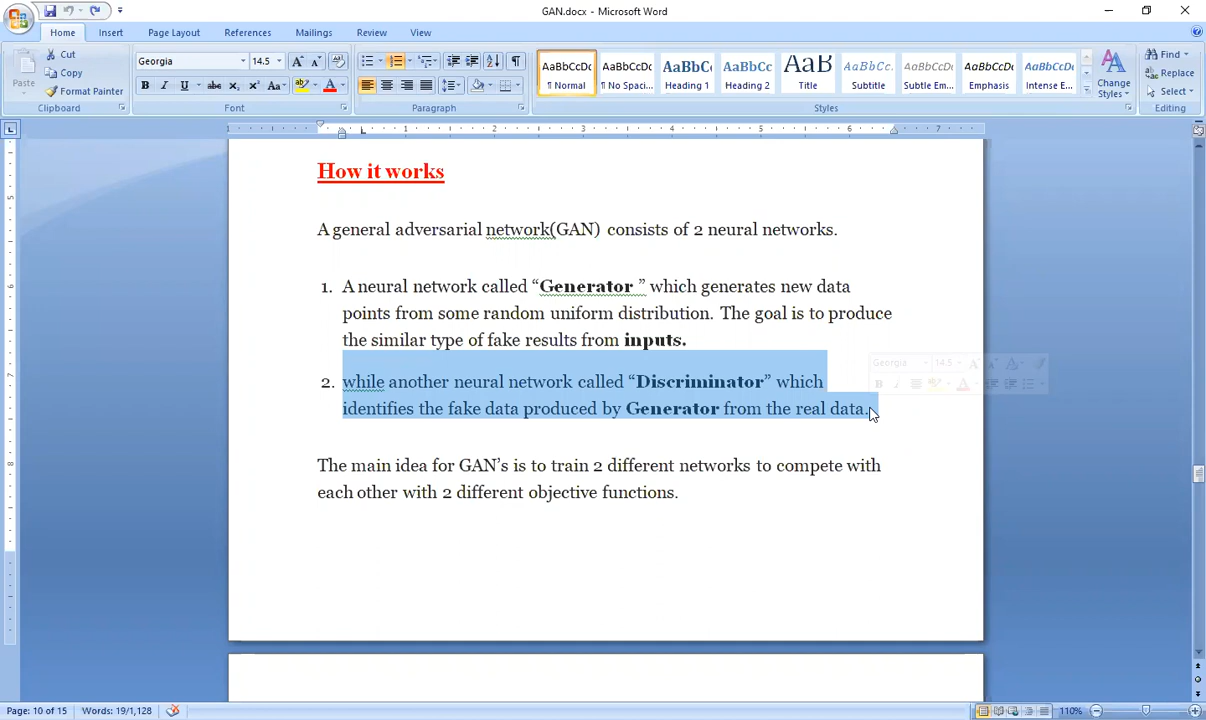 GAN.docx - Microsoft Word
Home Insert Page Layout References Mailings Review View
Paste
Cut
Copy
Format Painter
Clipboard
Georgia 14.5
Font
Paragraph
AaBbCcDc AaBbCcDc AaBbCc AaBbCc AaB AaBbCc AaBbCcDc AaBbCcDc AaBbCcDc
¶ Normal ¶ No Spaci... Heading 1 Heading 2 Title Subtitle Subtle Em... Emphasis Intense E...
Styles
Change Styles
Find
Replace
Select
Editing
How it works
A general adversarial network(GAN) consists of 2 neural networks.
1. A neural network called “Generator ” which generates new data
points from some random uniform distribution. The goal is to produce
the similar type of fake results from inputs.
Georgia 14.5
2. while another neural network called “Discriminator” which
identifies the fake data produced by Generator from the real data.
The main idea for GAN’s is to train 2 different networks to compete with
each other with 2 different objective functions.
Page: 10 of 15 Words: 19/1,128 110%